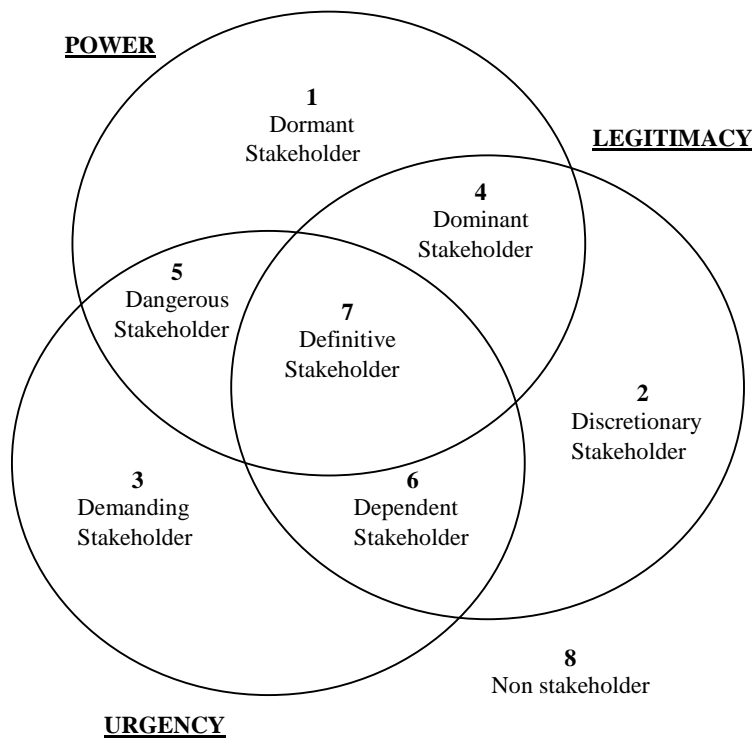 POWER
1
Dormant
Stakeholder
LEGITIMACY
4
Dominant
Stakeholder
5
Dangerous
Stakeholder
7
Definitive
Stakeholder
2
Discretionary
Stakeholder
3
Demanding
Stakeholder
6
Dependent
Stakeholder
8
Non stakeholder
URGENCY